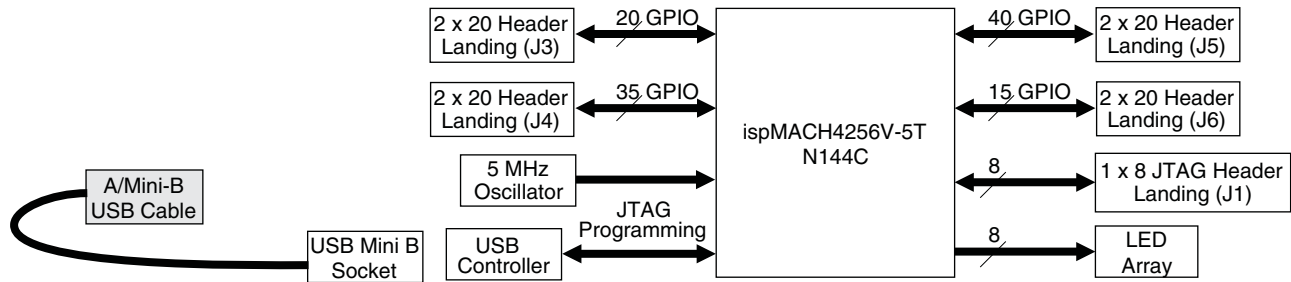 2 x 20 Header
Landing (J3)
20 GPIO
2 x 20 Header
Landing (J4)
35 GPIO
5 MHz
Oscillator
JTAG
Programming
USB
Controller
A/Mini-B
USB Cable
USB Mini B
Socket
ispMACH4256V-5T
N144C
40 GPIO
2 x 20 Header
Landing (J5)
15 GPIO
2 x 20 Header
Landing (J6)
8
1 x 8 JTAG Header
Landing (J1)
8
LED
Array